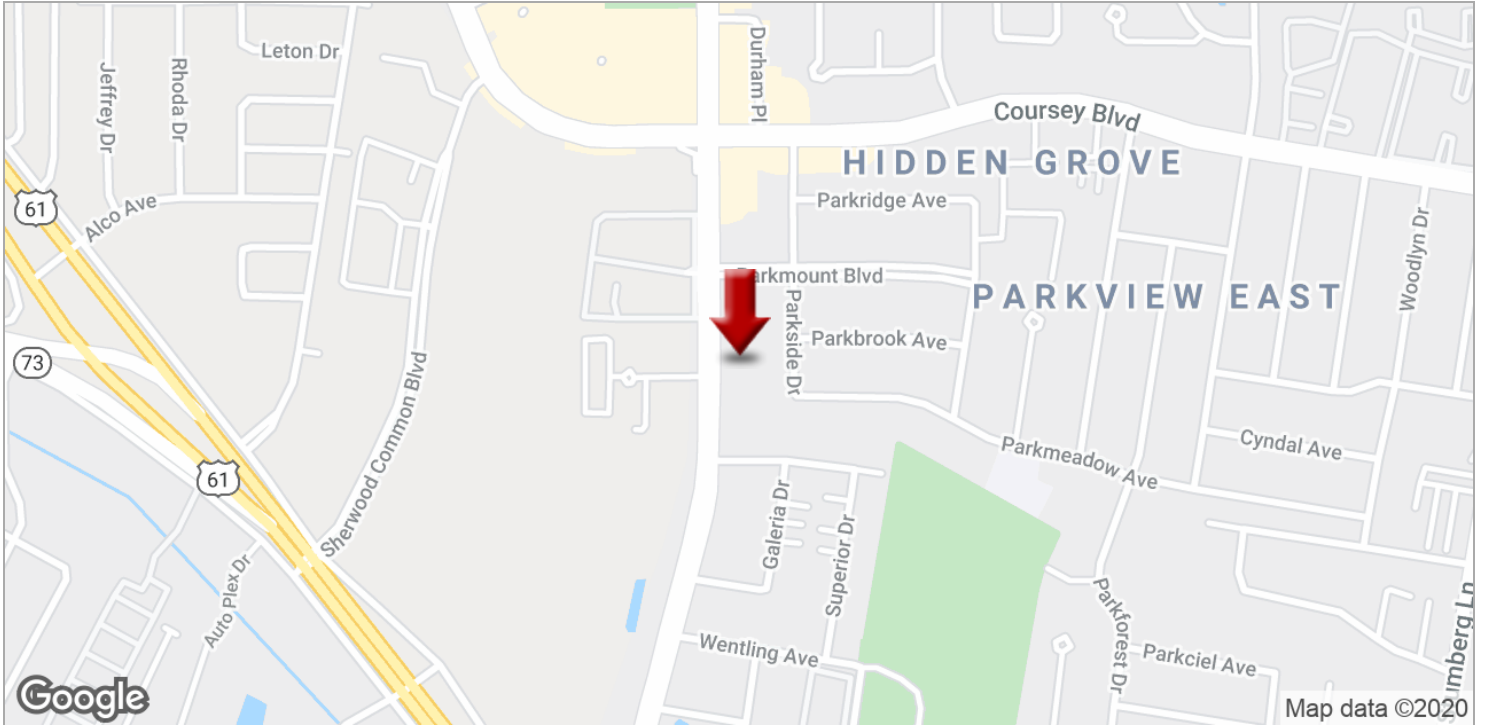 Leton Dr
Durham Pl
Jeffrey Dr
Rhoda Dr
Coursey Blvd
HIDDEN GROVE
61
Alco Ave
Parkridge Ave
Woodlyn Dr
Parkmount Blvd
PARKVIEW EAST
Parkside Dr
Parkbrook Ave
73
Sherwood Common Blvd
Cyndal Ave
Parkmeadow Ave
61
Galeria Dr
Superior Dr
Auto Plex Dr
Parkforest Dr
Wentling Ave
Parkciel Ave
umberg Ln
Google
Map data ©2020